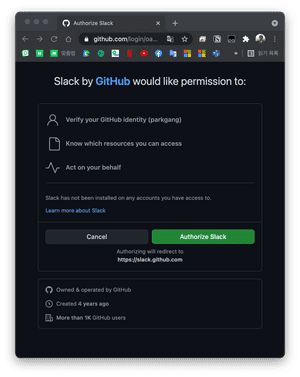 Authorize Slack
github.com/login/oa...
맞춤법
읽기 목록
Slack by GitHub would like permission to:
Verify your GitHub identity (parkgang)
Know which resources you can access
Act on your behalf
Slack has not been installed on any accounts you have access to.
Learn more about Slack
Cancel
Authorize Slack
Authorizing will redirect to
https://slack.github.com
Owned & operated by GitHub
Created 4 years ago
More than 1K GitHub users